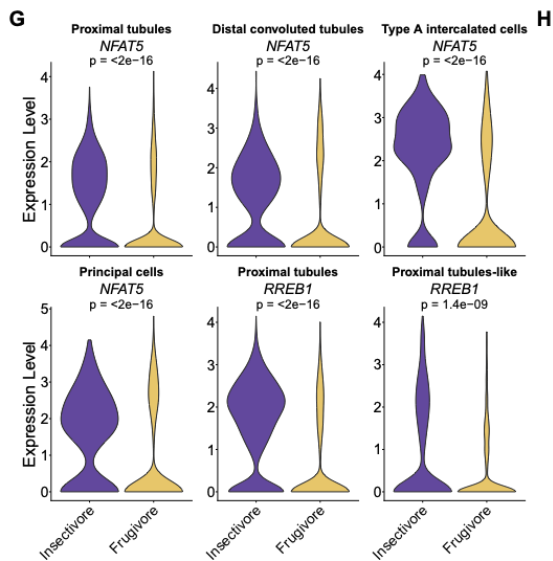 G
H
Proximal tubules
NFAT5
p = <2e−16
Distal convoluted tubules
NFAT5
p = <2e−16
Type A intercalated cells
NFAT5
p = <2e−16
Expression Level
4
3
2
1
0
4
3
2
1
0
4
3
2
1
0
Principal cells
NFAT5
p = <2e−16
Proximal tubules
RREB1
p = <2e−16
Proximal tubules-like
RREB1
p = 1.4e−09
Expression Level
5
4
3
2
1
0
4
3
2
1
0
4
3
2
1
0
Insectivore
Frugivore
Insectivore
Frugivore
Insectivore
Frugivore